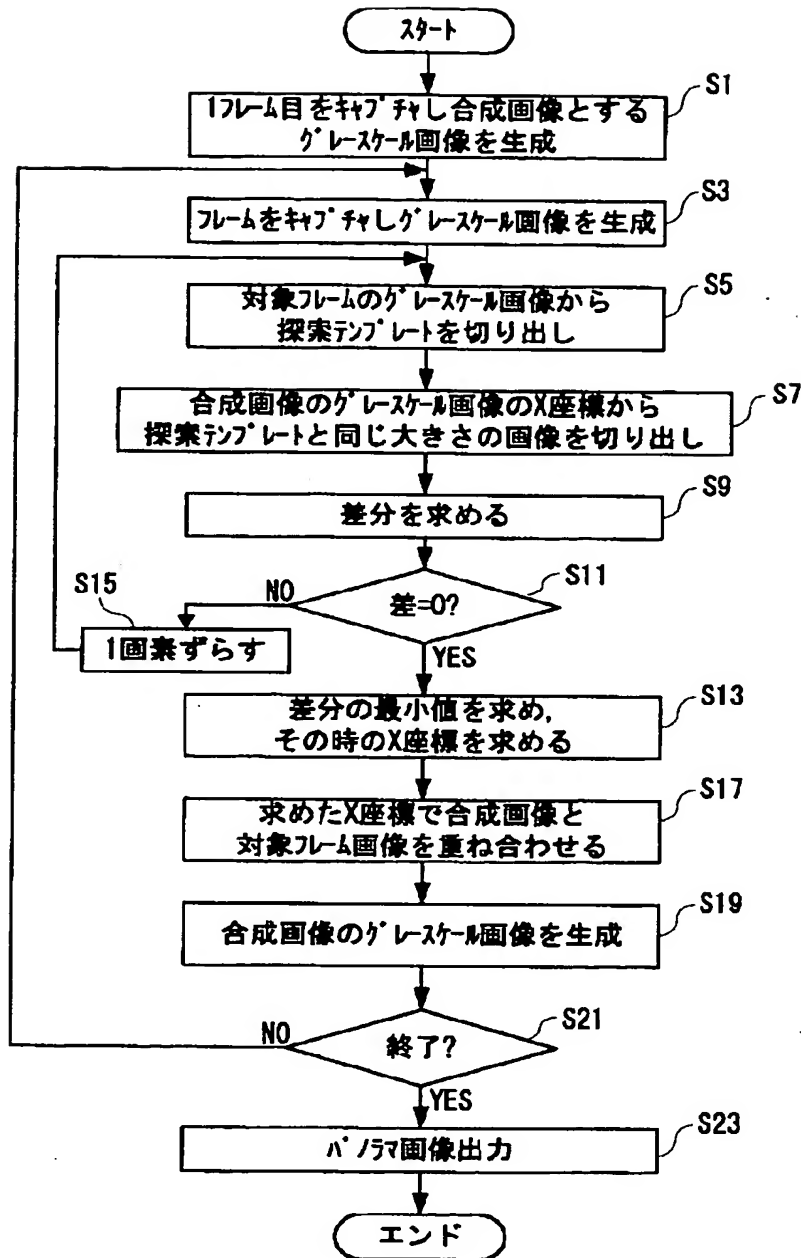 スタート
S1
1フレーム目をキャプチャし合成画像とする
グレースケール画像を生成
S3
フレームをキャプチャしグレースケール画像を生成
S5
対象フレームのグレースケール画像から
探索テンプレートを切り出し
S7
合成画像のグレースケール画像のX座標から
探索テンプレートと同じ大きさの画像を切り出し
S9
差分を求める
S11
差=0?
NO
S15
1画素ずらす
YES
S13
差分の最小値を求め,
その時のX座標を求める
S17
求めたX座標で合成画像と
対象フレーム画像を重ね合わせる
S19
合成画像のグレースケール画像を生成
S21
終了?
NO
YES
S23
パノラマ画像出力
エンド